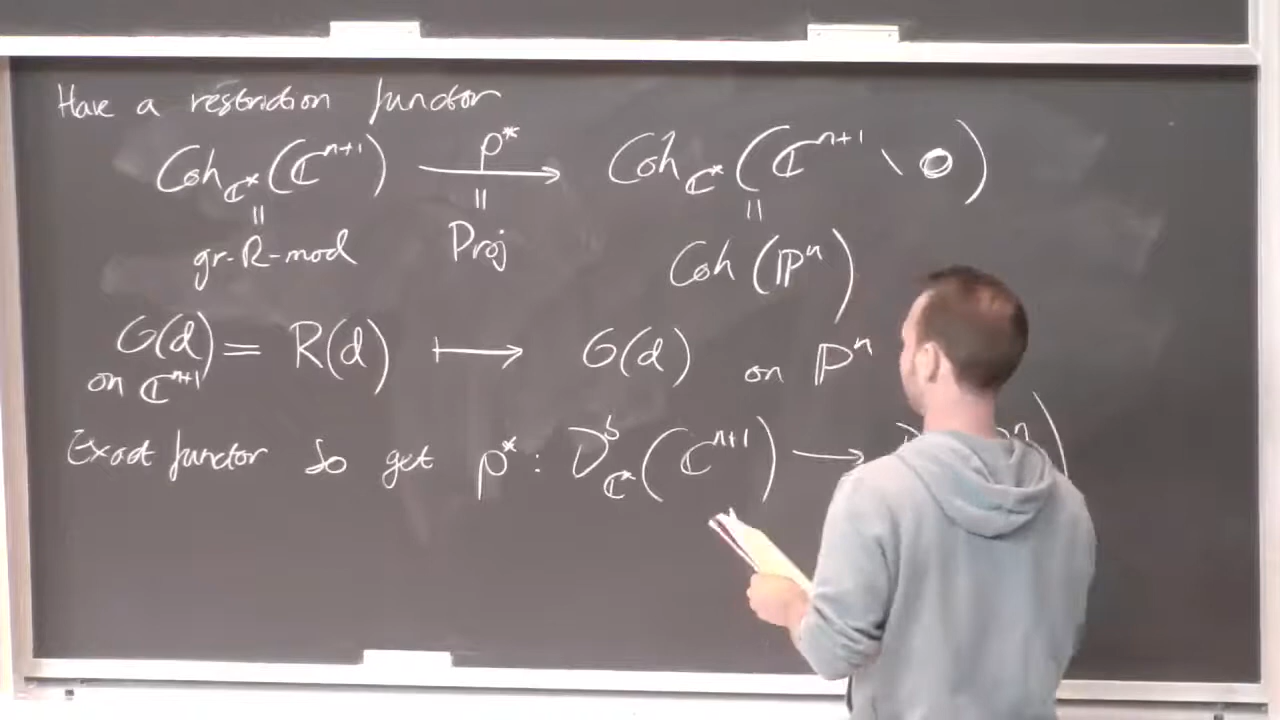 Have a restriction functor
Coh_{ℂ*}(ℂ^{n+1}) —p*→ Coh_{ℂ*}(ℂ^{n+1} \ 0)
= = =
gr-R-mod Proj Coh(ℙ^n)
O(d) = R(d) ⟼ O(d) on ℙ^n
on ℂ^{n+1}
Exact functor So get p*: D^b_{ℂ*}(ℂ^{n+1}) →